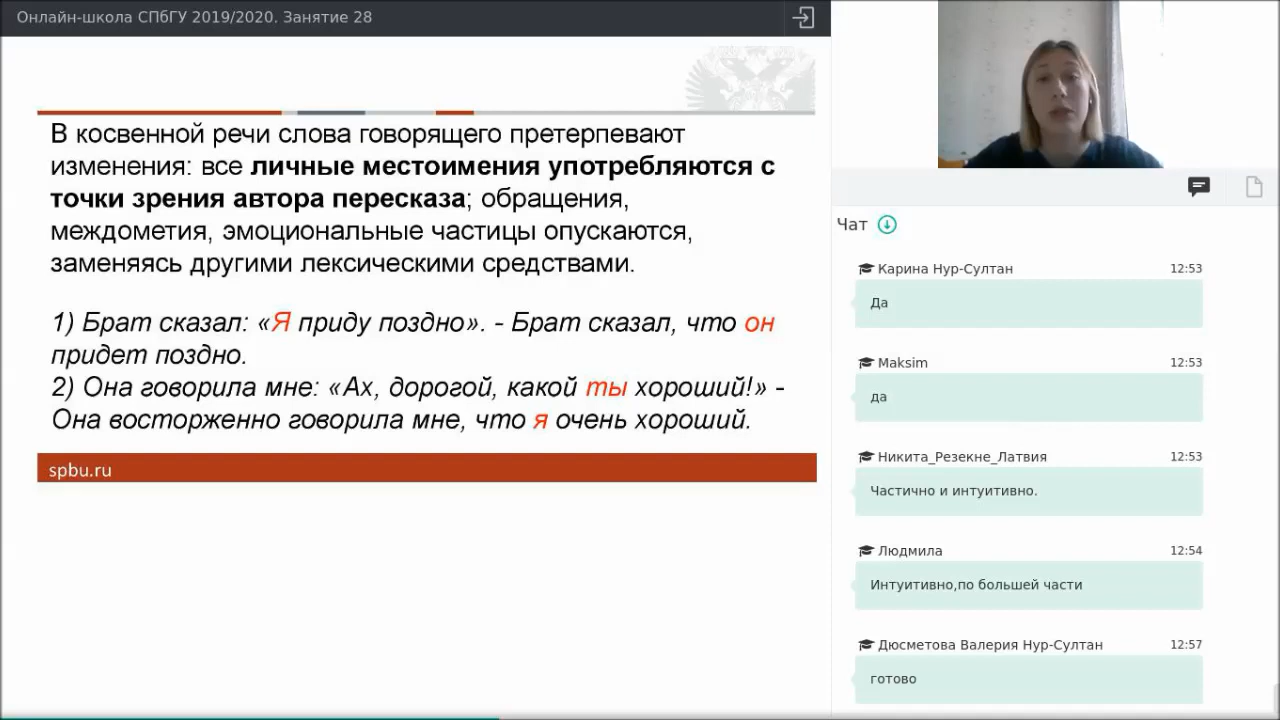 Онлайн-школа СПбГУ 2019/2020. Занятие 28
В косвенной речи слова говорящего претерпевают
изменения: все личные местоимения употребляются с
точки зрения автора пересказа; обращения,
междометия, эмоциональные частицы опускаются,
заменяясь другими лексическими средствами.
1) Брат сказал: «Я приду поздно». - Брат сказал, что он
придет поздно.
2) Она говорила мне: «Ах, дорогой, какой ты хороший!» -
Она восторженно говорила мне, что я очень хороший.
spbu.ru
Чат
Карина Нур-Султан 12:53
Да
Maksim 12:53
да
Никита_Резекне_Латвия 12:53
Частично и интуитивно.
Людмила 12:54
Интуитивно,по большей части
Дюсметова Валерия Нур-Султан 12:57
готово